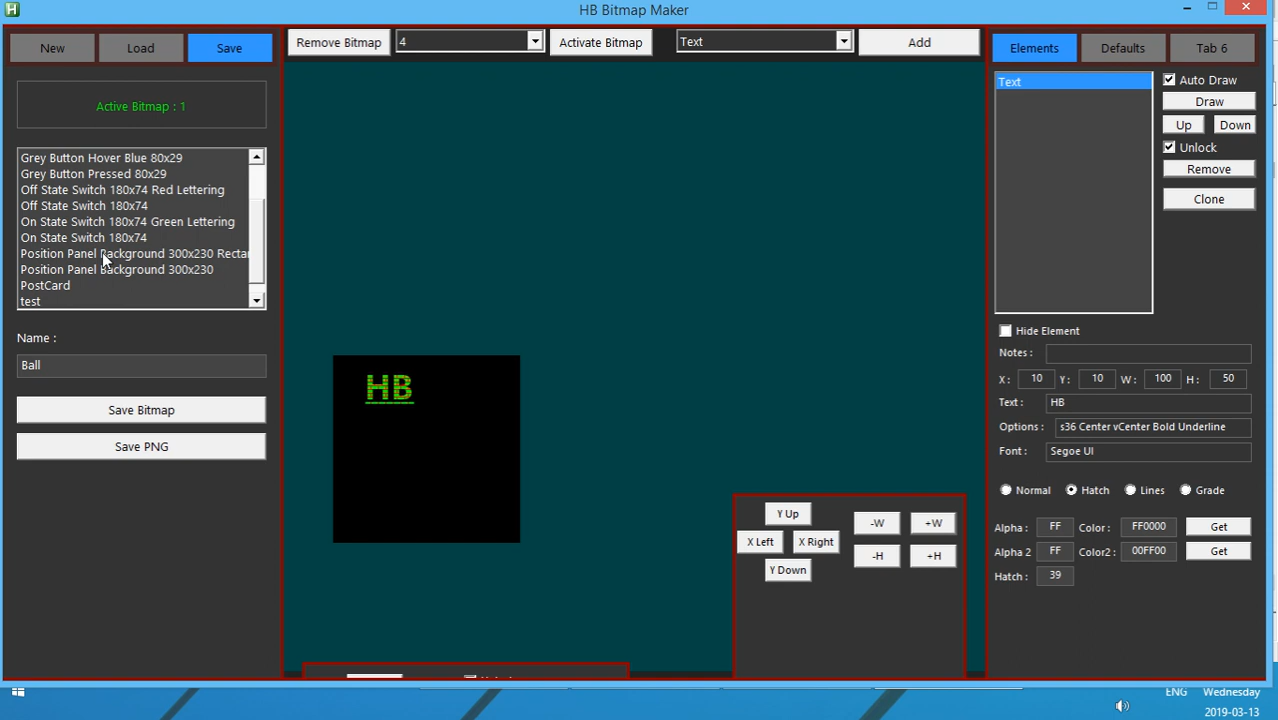 H
HB Bitmap Maker
New
Load
Save
Remove Bitmap
4
Activate Bitmap
Text
Add
Elements
Defaults
Tab 6
Active Bitmap : 1
Grey Button Hover Blue 80x29
Grey Button Pressed 80x29
Off State Switch 180x74 Red Lettering
Off State Switch 180x74
On State Switch 180x74 Green Lettering
On State Switch 180x74
Position Panel Background 300x230 Rectan
Position Panel Background 300x230
PostCard
test
Name :
Ball
Save Bitmap
Save PNG
HB
Y Up
X Left
X Right
Y Down
-W
+W
-H
+H
Text
Auto Draw
Draw
Up
Down
Unlock
Remove
Clone
Hide Element
Notes :
X : 10 Y : 10 W : 100 H : 50
Text : HB
Options : s36 Center vCenter Bold Underline
Font : Segoe UI
Normal Hatch Lines Grade
Alpha : FF Color : FF0000 Get
Alpha 2 FF Color2 : 00FF00 Get
Hatch : 39
ENG
Wednesday
2019-03-13